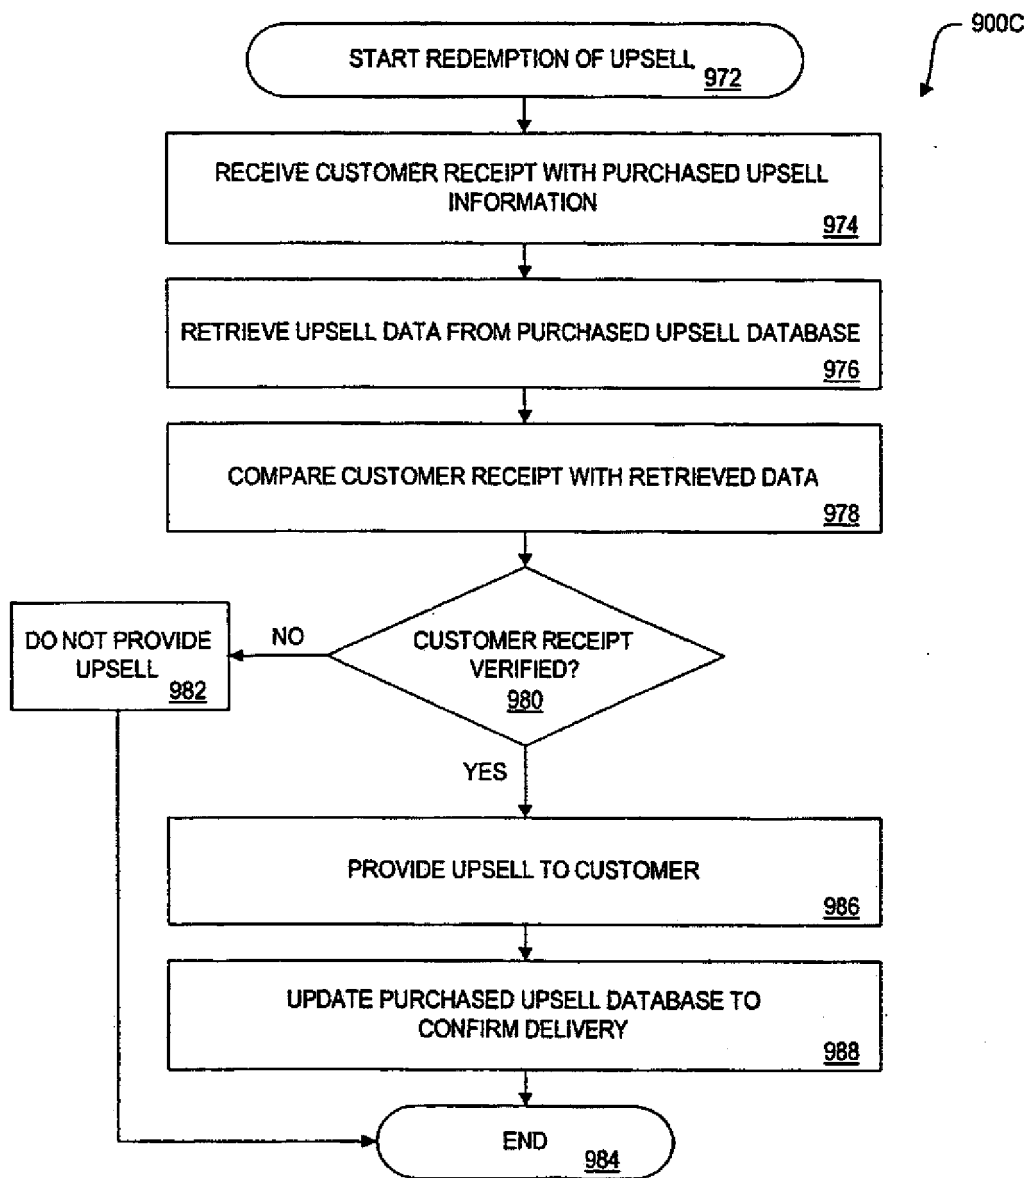 900C
START REDEMPTION OF UPSELL
972
RECEIVE CUSTOMER RECEIPT WITH PURCHASED UPSELL
INFORMATION
974
RETRIEVE UPSELL DATA FROM PURCHASED UPSELL DATABASE
976
COMPARE CUSTOMER RECEIPT WITH RETRIEVED DATA
978
CUSTOMER RECEIPT
VERIFIED?
980
NO
DO NOT PROVIDE
UPSELL
982
YES
PROVIDE UPSELL TO CUSTOMER
986
UPDATE PURCHASED UPSELL DATABASE TO
CONFIRM DELIVERY
988
END
984